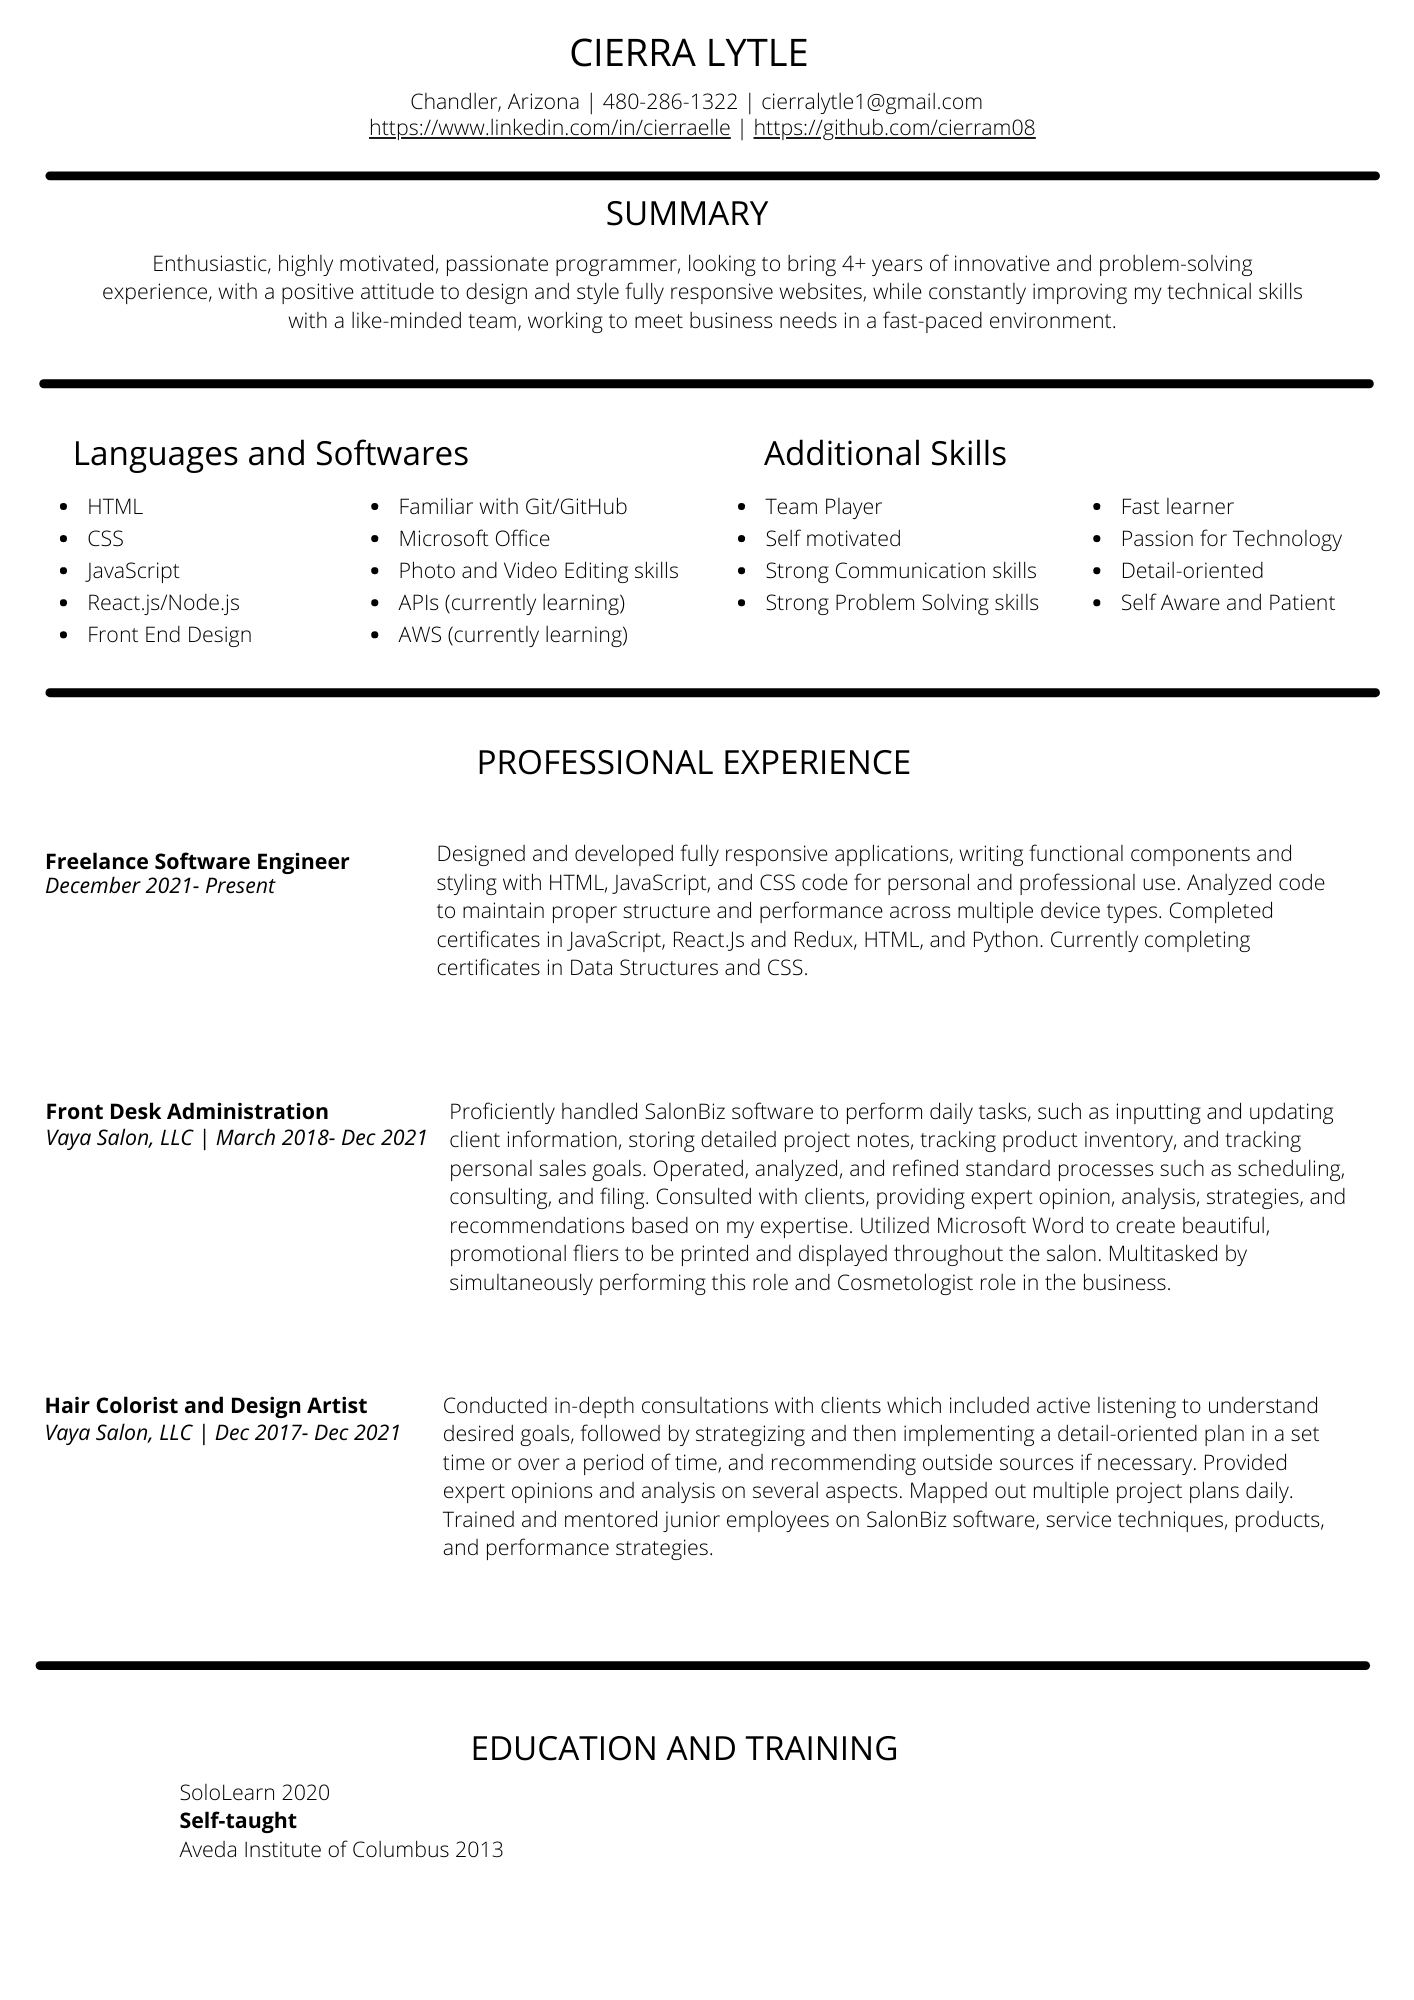 CIERRA LYTLE
Chandler, Arizona | 480-286-1322 | cierralytle1@gmail.com
https://www.linkedin.com/in/cierraelle | https://github.com/cierram08
SUMMARY
Enthusiastic, highly motivated, passionate programmer, looking to bring 4+ years of innovative and problem-solving
experience, with a positive attitude to design and style fully responsive websites, while constantly improving my technical skills
with a like-minded team, working to meet business needs in a fast-paced environment.
Languages and Softwares
• HTML
• CSS
• JavaScript
• React.js/Node.js
• Front End Design
• Familiar with Git/GitHub
• Microsoft Office
• Photo and Video Editing skills
• APIs (currently learning)
• AWS (currently learning)
Additional Skills
• Team Player
• Self motivated
• Strong Communication skills
• Strong Problem Solving skills
• Fast learner
• Passion for Technology
• Detail-oriented
• Self Aware and Patient
PROFESSIONAL EXPERIENCE
Freelance Software Engineer
December 2021- Present
Designed and developed fully responsive applications, writing functional components and
styling with HTML, JavaScript, and CSS code for personal and professional use. Analyzed code
to maintain proper structure and performance across multiple device types. Completed
certificates in JavaScript, React.Js and Redux, HTML, and Python. Currently completing
certificates in Data Structures and CSS.
Front Desk Administration
Vaya Salon, LLC | March 2018- Dec 2021
Proficiently handled SalonBiz software to perform daily tasks, such as inputting and updating
client information, storing detailed project notes, tracking product inventory, and tracking
personal sales goals. Operated, analyzed, and refined standard processes such as scheduling,
consulting, and filing. Consulted with clients, providing expert opinion, analysis, strategies, and
recommendations based on my expertise. Utilized Microsoft Word to create beautiful,
promotional fliers to be printed and displayed throughout the salon. Multitasked by
simultaneously performing this role and Cosmetologist role in the business.
Hair Colorist and Design Artist
Vaya Salon, LLC | Dec 2017- Dec 2021
Conducted in-depth consultations with clients which included active listening to understand
desired goals, followed by strategizing and then implementing a detail-oriented plan in a set
time or over a period of time, and recommending outside sources if necessary. Provided
expert opinions and analysis on several aspects. Mapped out multiple project plans daily.
Trained and mentored junior employees on SalonBiz software, service techniques, products,
and performance strategies.
EDUCATION AND TRAINING
SoloLearn 2020
Self-taught
Aveda Institute of Columbus 2013